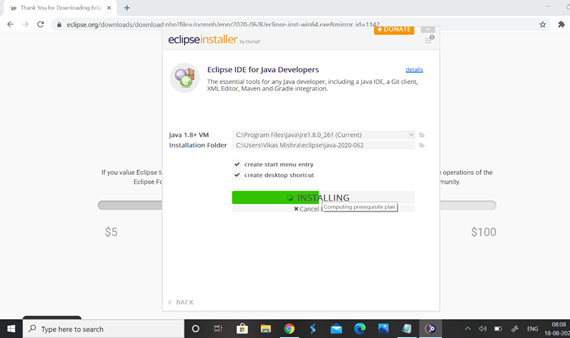 Thank You for Downloading Eclip
eclipse.org/downloads/download.php?file=/oomph/epp/2020-06/R/eclipse-inst-win64.exe&mirror_id=1142
DONATE
eclipseinstaller by Oomph
Eclipse IDE for Java Developers
details
The essential tools for any Java developer, including a Java IDE, a Git client,
XML Editor, Maven and Gradle integration.
Java 1.8+ VM
C:\Program Files\Java\jre1.8.0_261 (Current)
Installation Folder
C:\Users\Vikas Mishra\eclipse\java-2020-062
If you value Eclipse t
e operations of the
create start menu entry
Eclipse Fo
munity.
create desktop shortcut
INSTALLING
Cancel
Computing prerequisite plan
$5
$100
BACK
Type here to search
ENG
08:08
18-08-20